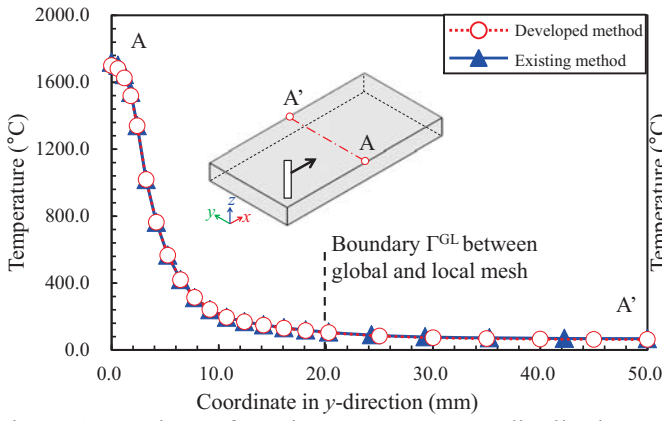 2000.0
1600.0
1200.0
800.0
400.0
0.0
Temperature (°C)
A
Developed method
Existing method
A’
A
z
y
x
Boundary Γ^GL between
global and local mesh
A’
Temperature (°C)
0.0 10.0 20.0 30.0 40.0 50.0
Coordinate in y-direction (mm)